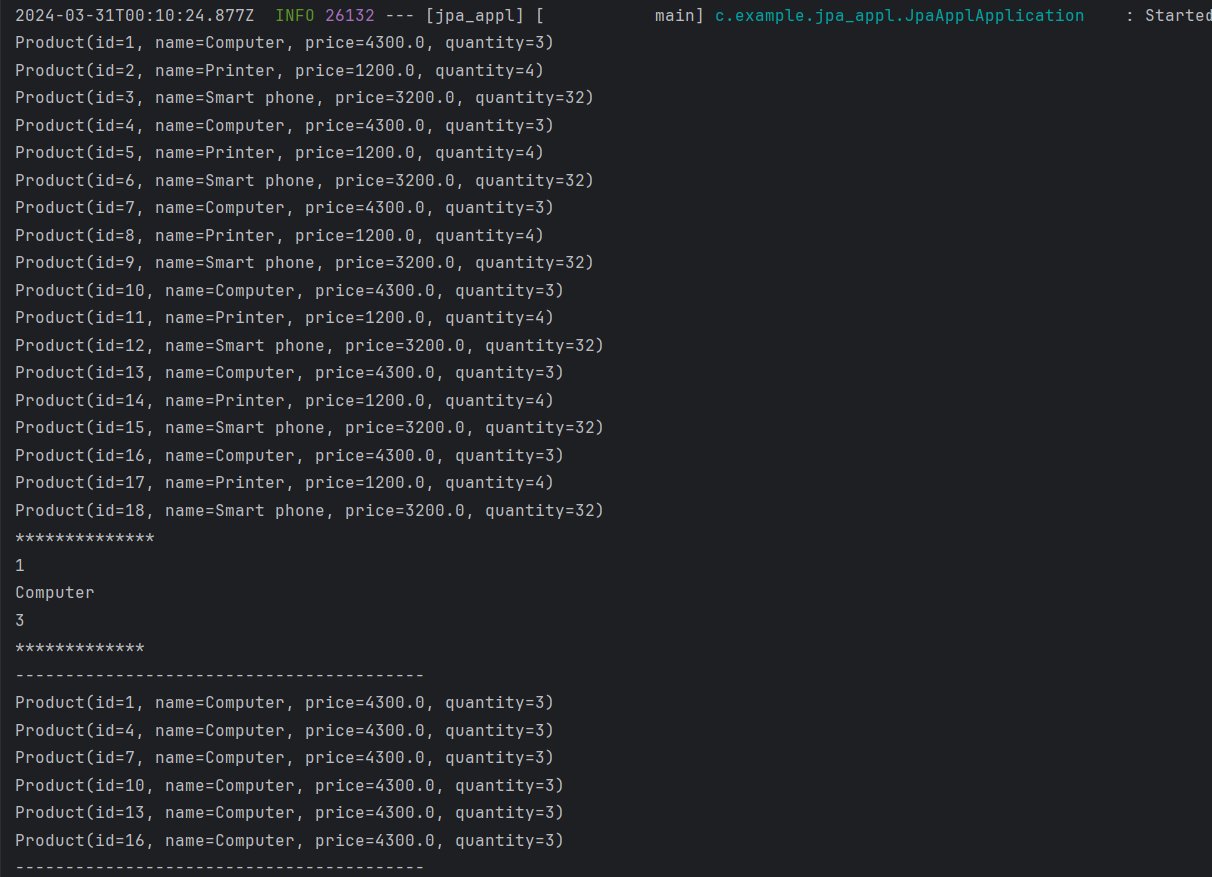 2024-03-31T00:10:24.877Z  INFO 26132 --- [jpa_appl] [           main] c.example.jpa_appl.JpaApplApplication    : Started
Product(id=1, name=Computer, price=4300.0, quantity=3)
Product(id=2, name=Printer, price=1200.0, quantity=4)
Product(id=3, name=Smart phone, price=3200.0, quantity=32)
Product(id=4, name=Computer, price=4300.0, quantity=3)
Product(id=5, name=Printer, price=1200.0, quantity=4)
Product(id=6, name=Smart phone, price=3200.0, quantity=32)
Product(id=7, name=Computer, price=4300.0, quantity=3)
Product(id=8, name=Printer, price=1200.0, quantity=4)
Product(id=9, name=Smart phone, price=3200.0, quantity=32)
Product(id=10, name=Computer, price=4300.0, quantity=3)
Product(id=11, name=Printer, price=1200.0, quantity=4)
Product(id=12, name=Smart phone, price=3200.0, quantity=32)
Product(id=13, name=Computer, price=4300.0, quantity=3)
Product(id=14, name=Printer, price=1200.0, quantity=4)
Product(id=15, name=Smart phone, price=3200.0, quantity=32)
Product(id=16, name=Computer, price=4300.0, quantity=3)
Product(id=17, name=Printer, price=1200.0, quantity=4)
Product(id=18, name=Smart phone, price=3200.0, quantity=32)
**************
1
Computer
3
*************
-----------------------------------------
Product(id=1, name=Computer, price=4300.0, quantity=3)
Product(id=4, name=Computer, price=4300.0, quantity=3)
Product(id=7, name=Computer, price=4300.0, quantity=3)
Product(id=10, name=Computer, price=4300.0, quantity=3)
Product(id=13, name=Computer, price=4300.0, quantity=3)
Product(id=16, name=Computer, price=4300.0, quantity=3)
-----------------------------------------